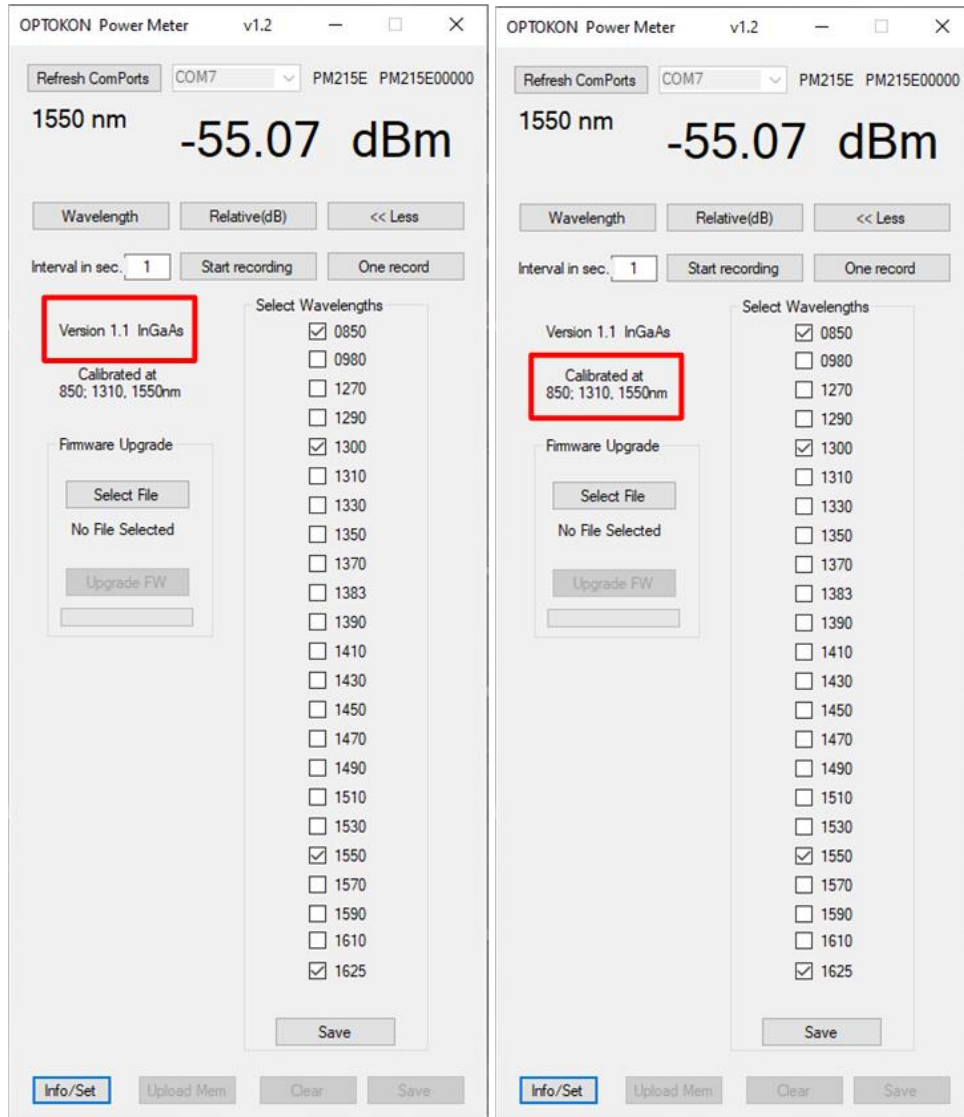 OPTOKON Power Meter v1.2
Refresh ComPorts COM7 PM215E PM215E00000
1550 nm
-55.07 dBm
Wavelength Relative(dB) << Less
Interval in sec. 1 Start recording One record
Select Wavelengths
Version 1.1 InGaAs
Calibrated at
850; 1310, 1550nm
Firmware Upgrade
Select File
No File Selected
Upgrade FW
0850
0980
1270
1290
1300
1310
1330
1350
1370
1383
1390
1410
1430
1450
1470
1490
1510
1530
1550
1570
1590
1610
1625
Save
Info/Set Upload Mem Clear Save
OPTOKON Power Meter v1.2
Refresh ComPorts COM7 PM215E PM215E00000
1550 nm
-55.07 dBm
Wavelength Relative(dB) << Less
Interval in sec. 1 Start recording One record
Select Wavelengths
Version 1.1 InGaAs
Calibrated at
850; 1310, 1550nm
Firmware Upgrade
Select File
No File Selected
Upgrade FW
0850
0980
1270
1290
1300
1310
1330
1350
1370
1383
1390
1410
1430
1450
1470
1490
1510
1530
1550
1570
1590
1610
1625
Save
Info/Set Upload Mem Clear Save